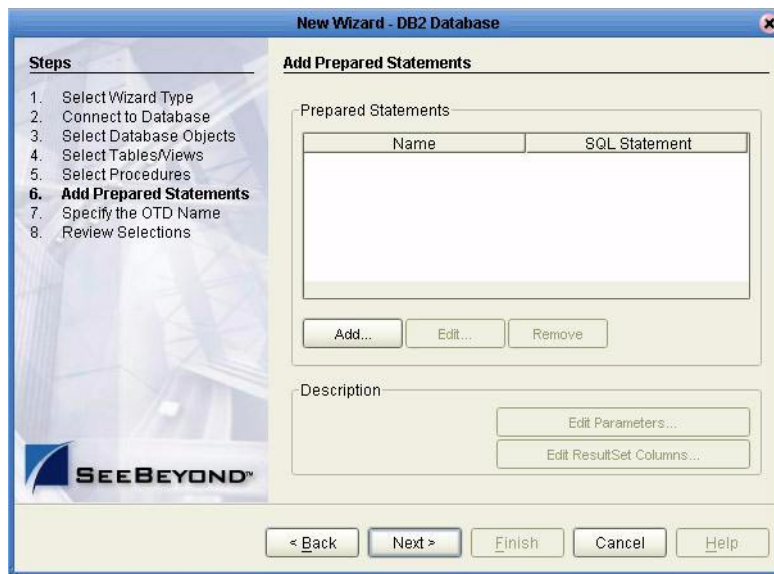 New Wizard - DB2 Database
Steps
1. Select Wizard Type
2. Connect to Database
3. Select Database Objects
4. Select Tables/Views
5. Select Procedures
6. Add Prepared Statements
7. Specify the OTD Name
8. Review Selections
SEEBEYOND™
Add Prepared Statements
Prepared Statements
Name SQL Statement
Add... Edit... Remove
Description
Edit Parameters...
Edit ResultSet Columns...
< Back Next > Finish Cancel Help